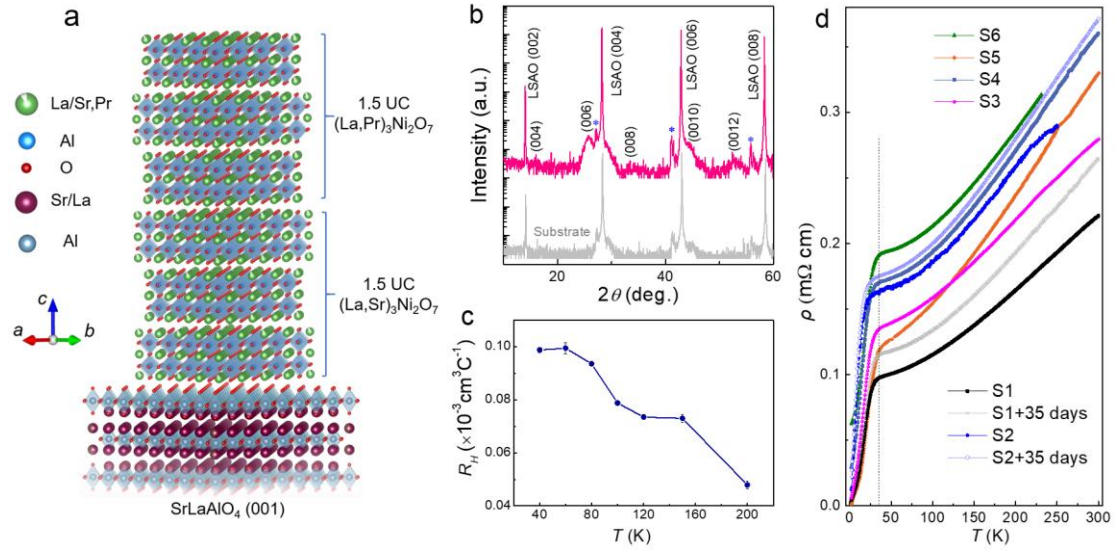 a
La/Sr,Pr
Al
O
Sr/La
Al
c
a
b
1.5 UC
(La,Pr)₃Ni₂O₇
1.5 UC
(La,Sr)₃Ni₂O₇
SrLaAlO₄ (001)
b
Intensity (a.u.)
LSAO (002)
(004)
(006)
*
LSAO (004)
(008)
*
LSAO (006)
(0010)
(0012)
*
LSAO (008)
Substrate
20 40 60
2θ (deg.)
c
R_H (×10⁻³cm³C⁻¹)
0.10
0.08
0.06
0.04
40 80 120 160 200
T (K)
d
S6
S5
S4
S3
ρ (mΩ cm)
0.3
0.2
0.1
0.0
S1
S1+35 days
S2
S2+35 days
0 50 100 150 200 250 300
T (K)